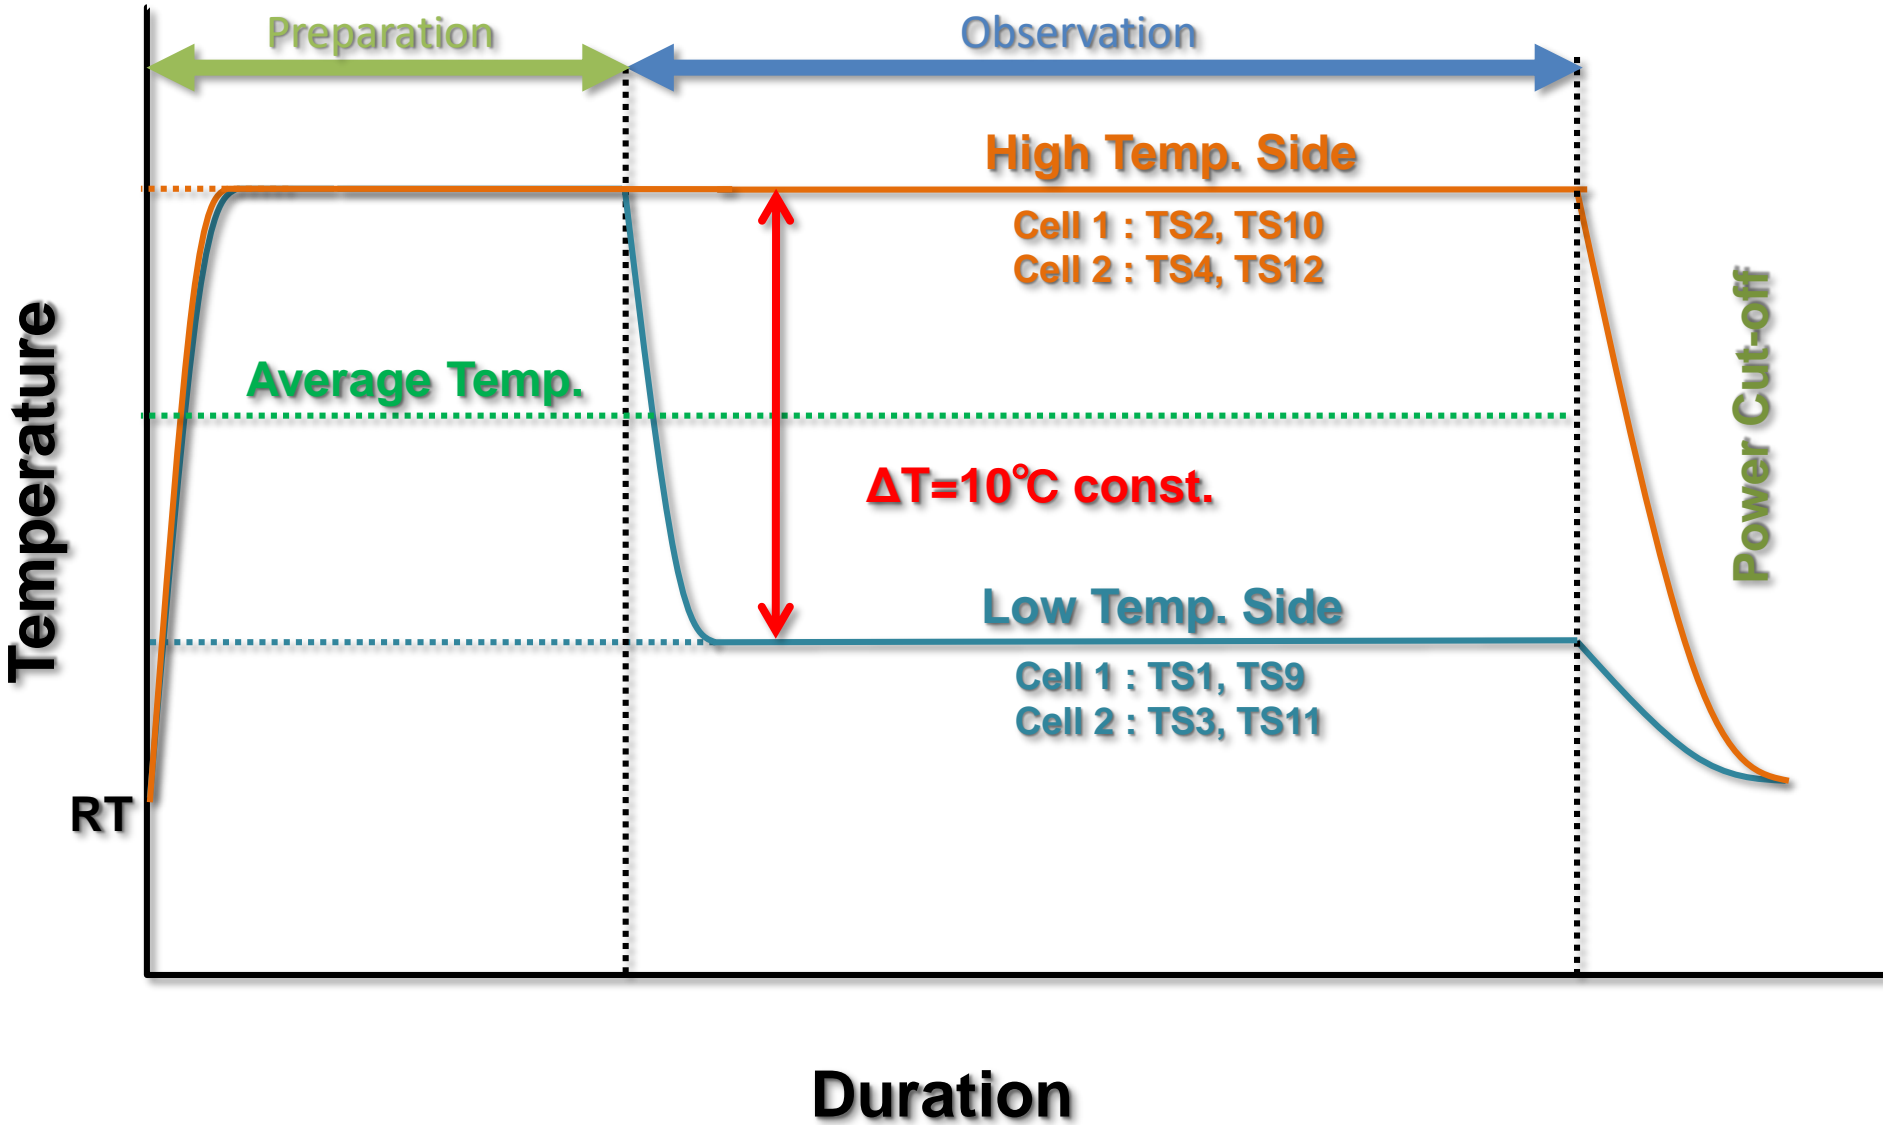 Preparation
Observation
High Temp. Side
Cell 1 : TS2, TS10
Cell 2 : TS4, TS12
Average Temp.
ΔT=10℃ const.
Low Temp. Side
Cell 1 : TS1, TS9
Cell 2 : TS3, TS11
Power Cut-off
Temperature
RT
Duration